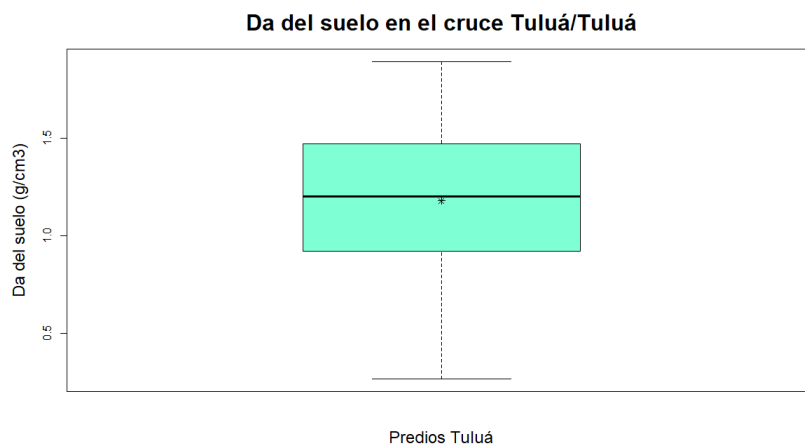 Da del suelo en el cruce Tuluá/Tuluá
Da del suelo (g/cm3)
1.5
1.0
0.5
Predios Tuluá